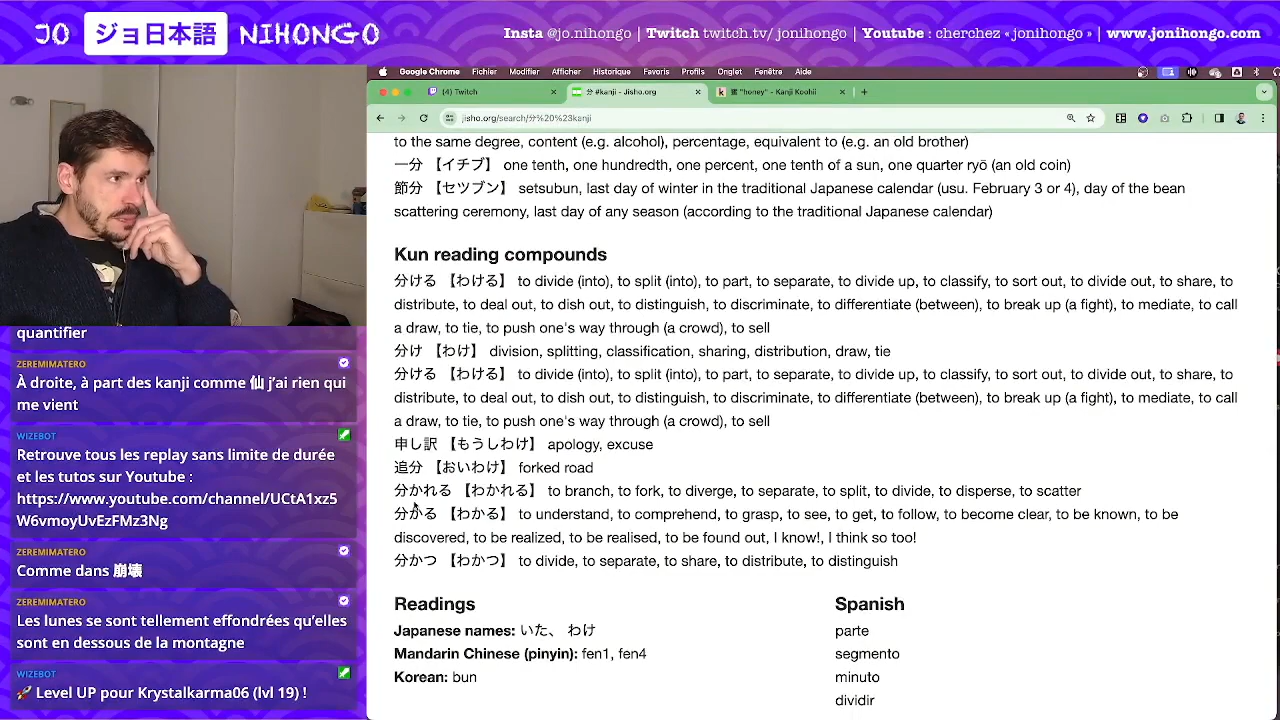 JO ジョ日本語 NIHONGO
Insta @jo.nihongo | Twitch twitch.tv/ jonihongo | Youtube : cherchez « jonihongo » | www.jonihongo.com
Google Chrome Fichier Modifier Afficher Historique Favoris Profils Onglet Fenêtre Aide
(4) Twitch
分 #kanji - Jisho.org
蜜 "honey" - Kanji Koohii
jisho.org/search/分%20%23kanji
to the same degree, content (e.g. alcohol), percentage, equivalent to (e.g. an old brother)
一分 【イチブ】 one tenth, one hundredth, one percent, one tenth of a sun, one quarter ryō (an old coin)
節分 【セツブン】 setsubun, last day of winter in the traditional Japanese calendar (usu. February 3 or 4), day of the bean
scattering ceremony, last day of any season (according to the traditional Japanese calendar)
Kun reading compounds
分ける 【わける】 to divide (into), to split (into), to part, to separate, to divide up, to classify, to sort out, to divide out, to share, to
distribute, to deal out, to dish out, to distinguish, to discriminate, to differentiate (between), to break up (a fight), to mediate, to call
a draw, to tie, to push one's way through (a crowd), to sell
分け 【わけ】 division, splitting, classification, sharing, distribution, draw, tie
分ける 【わける】 to divide (into), to split (into), to part, to separate, to divide up, to classify, to sort out, to divide out, to share, to
distribute, to deal out, to dish out, to distinguish, to discriminate, to differentiate (between), to break up (a fight), to mediate, to call
a draw, to tie, to push one's way through (a crowd), to sell
申し訳 【もうしわけ】 apology, excuse
追分 【おいわけ】 forked road
分かれる 【わかれる】 to branch, to fork, to diverge, to separate, to split, to divide, to disperse, to scatter
分かる 【わかる】 to understand, to comprehend, to grasp, to see, to get, to follow, to become clear, to be known, to be
discovered, to be realized, to be realised, to be found out, I know!, I think so too!
分かつ 【わかつ】 to divide, to separate, to share, to distribute, to distinguish
Readings
Japanese names: いた、 わけ
Mandarin Chinese (pinyin): fen1, fen4
Korean: bun
Spanish
parte
segmento
minuto
dividir
quantifier
ZEREMIMATERO
À droite, à part des kanji comme 仙 j'ai rien qui
me vient
WIZEBOT
Retrouve tous les replay sans limite de durée
et les tutos sur Youtube :
https://www.youtube.com/channel/UCtA1xz5
W6vmoyUvEzFMz3Ng
ZEREMIMATERO
Comme dans 崩壊
ZEREMIMATERO
Les lunes se sont tellement effondrées qu'elles
sont en dessous de la montagne
WIZEBOT
🚀 Level UP pour Krystalkarma06 (lvl 19) !